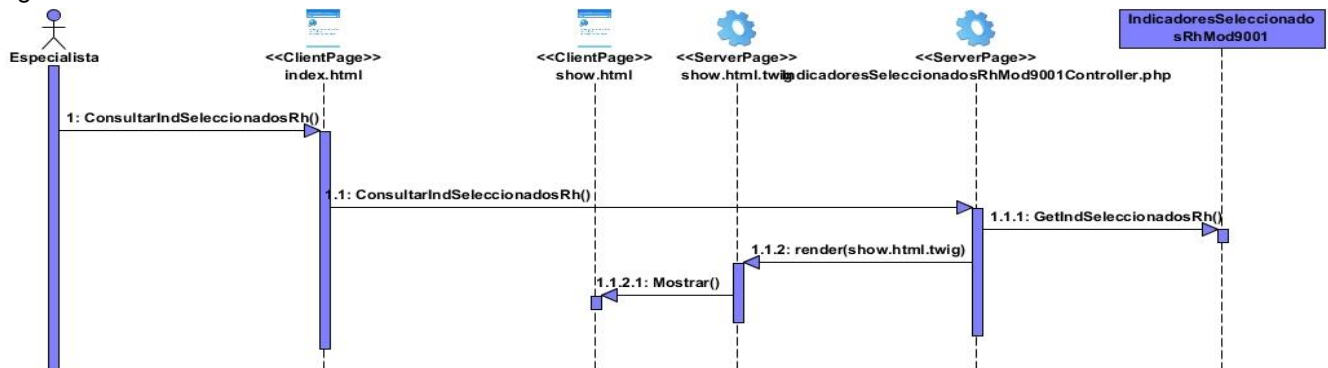 g
IndicadoresSeleccionado
sRhMod9001
Especialista
<<ClientPage>>
index.html
<<ClientPage>>
show.html
<<ServerPage>>
show.html.twig
<<ServerPage>>
IndicadoresSeleccionadosRhMod9001Controller.php
1: ConsultarIndSeleccionadosRh()
1.1: ConsultarIndSeleccionadosRh()
1.1.1: GetIndSeleccionadosRh()
1.1.2: render(show.html.twig)
1.1.2.1: Mostrar()